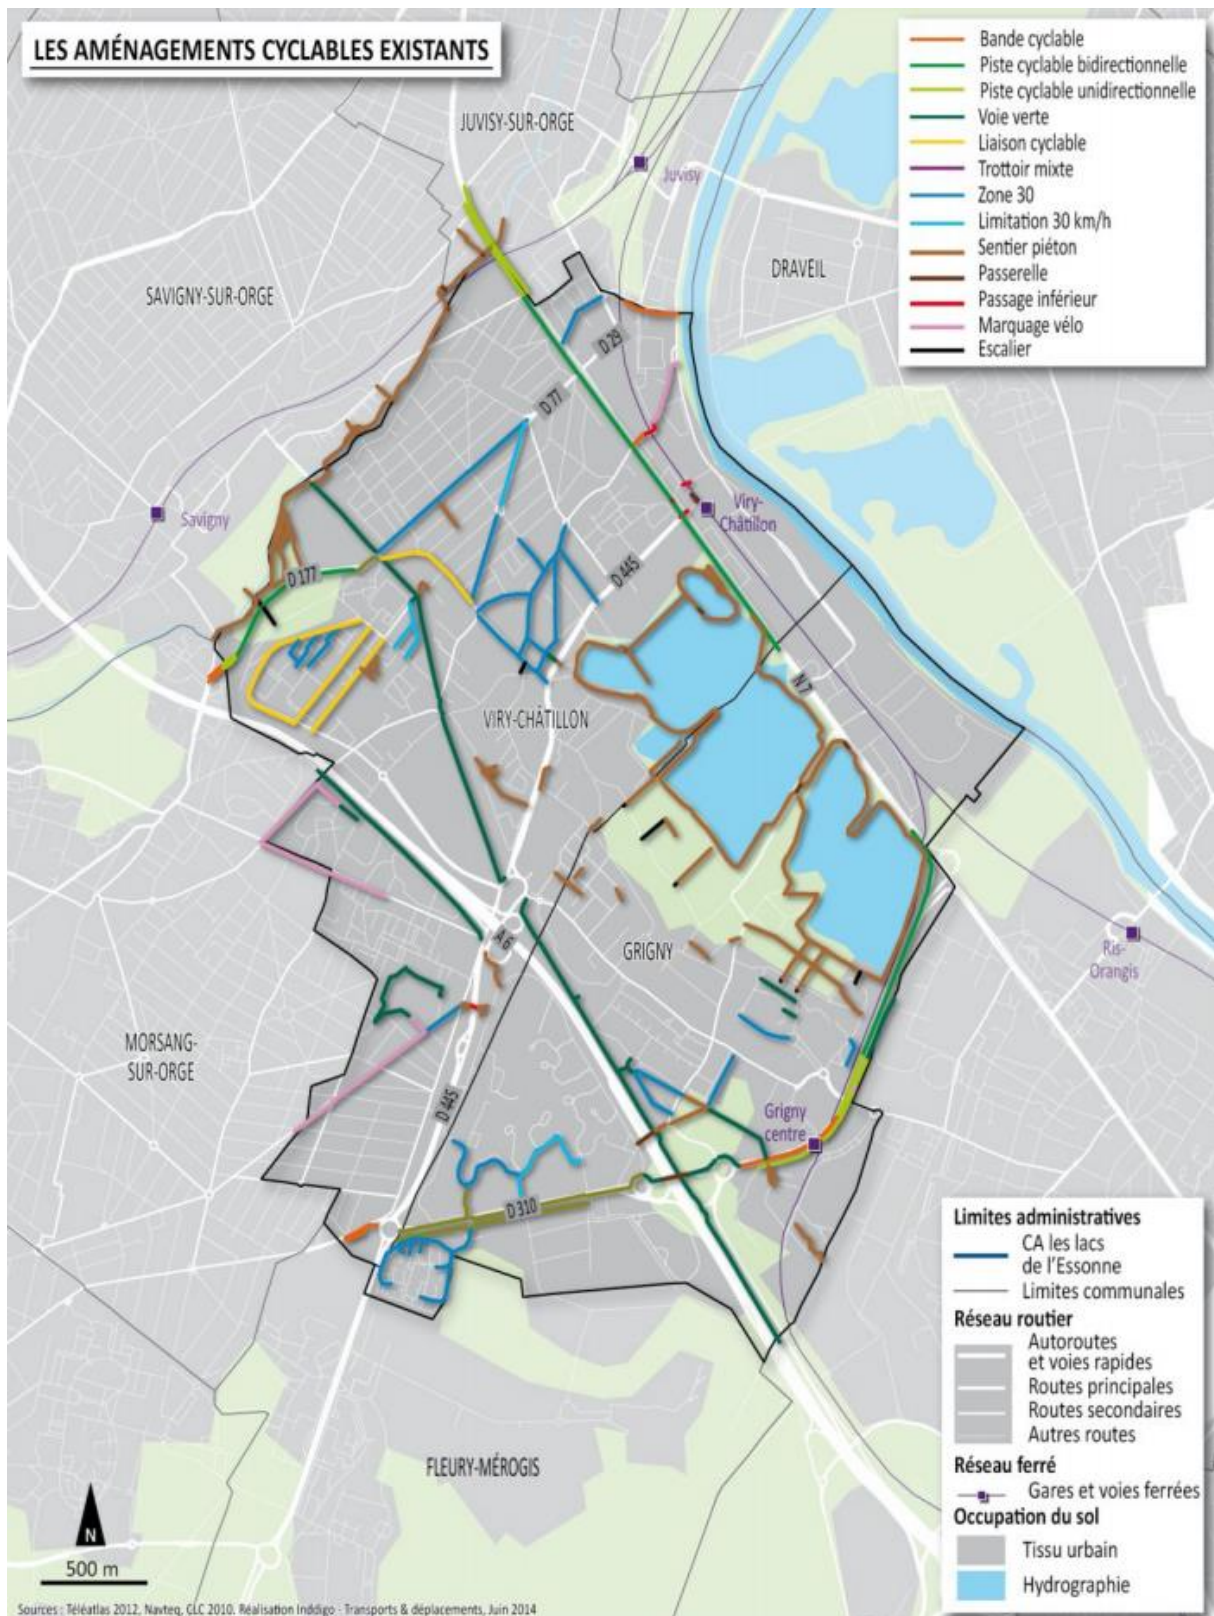 LES AMÉNAGEMENTS CYCLABLES EXISTANTS
Bande cyclable
Piste cyclable bidirectionnelle
Piste cyclable unidirectionnelle
Voie verte
Liaison cyclable
Trottoir mixte
Zone 30
Limitation 30 km/h
Sentier piéton
Passerelle
Passage inférieur
Marquage vélo
Escalier
JUVISY-SUR-ORGE
Juvisy
DRAVEIL
SAVIGNY-SUR-ORGE
D 29
D 77
Savigny
Viry-
Châtillon
D 177
D 445
N 7
VIRY-CHÂTILLON
A 6
GRIGNY
Ris-
Orangis
MORSANG-
SUR-ORGE
D 445
Grigny
centre
D 310
FLEURY-MÉROGIS
Limites administratives
CA les lacs
de l'Essonne
Limites communales
Réseau routier
Autoroutes
et voies rapides
Routes principales
Routes secondaires
Autres routes
Réseau ferré
Gares et voies ferrées
Occupation du sol
Tissu urbain
Hydrographie
N
500 m
Sources : Téléatlas 2012, Navteq, CLC 2010. Réalisation Inddigo - Transports & déplacements, Juin 2014